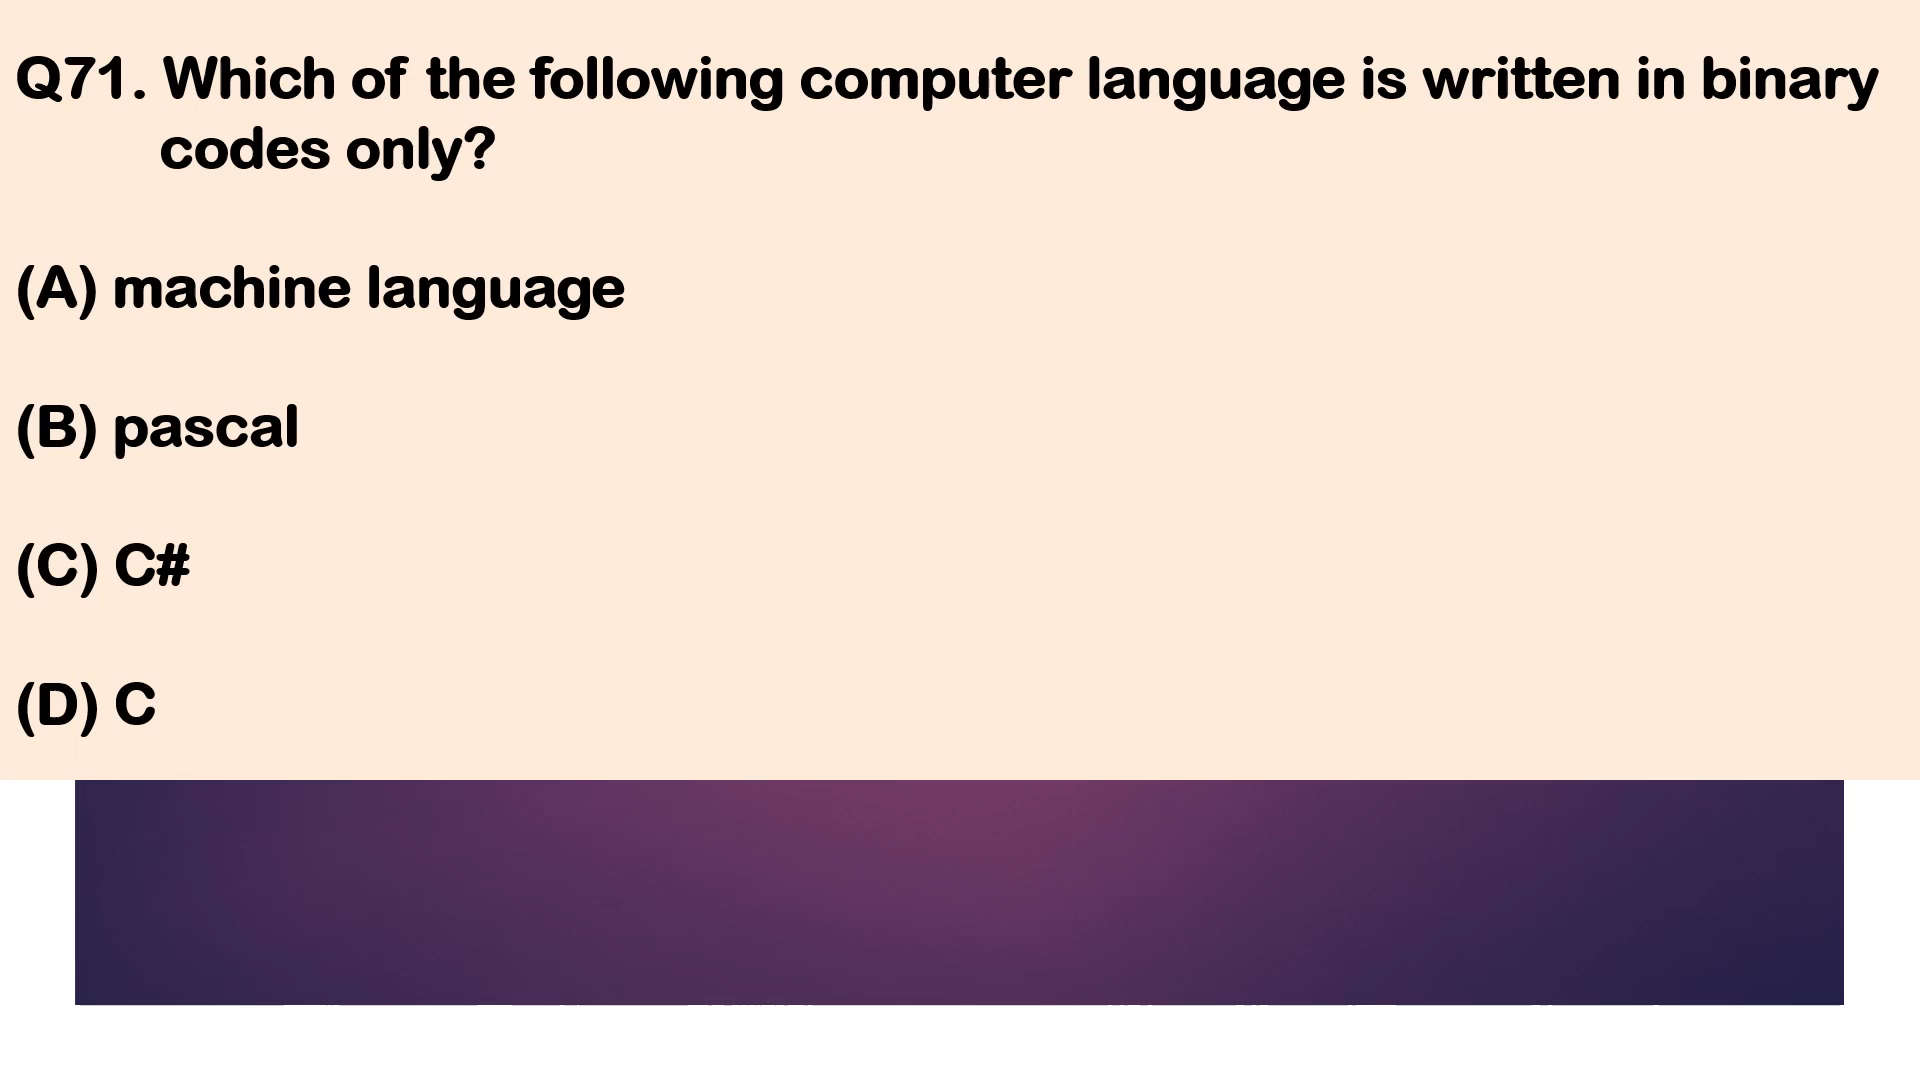 Q71. Which of the following computer language is written in binary
codes only?
(A) machine language
(B) pascal
(C) C#
(D) C